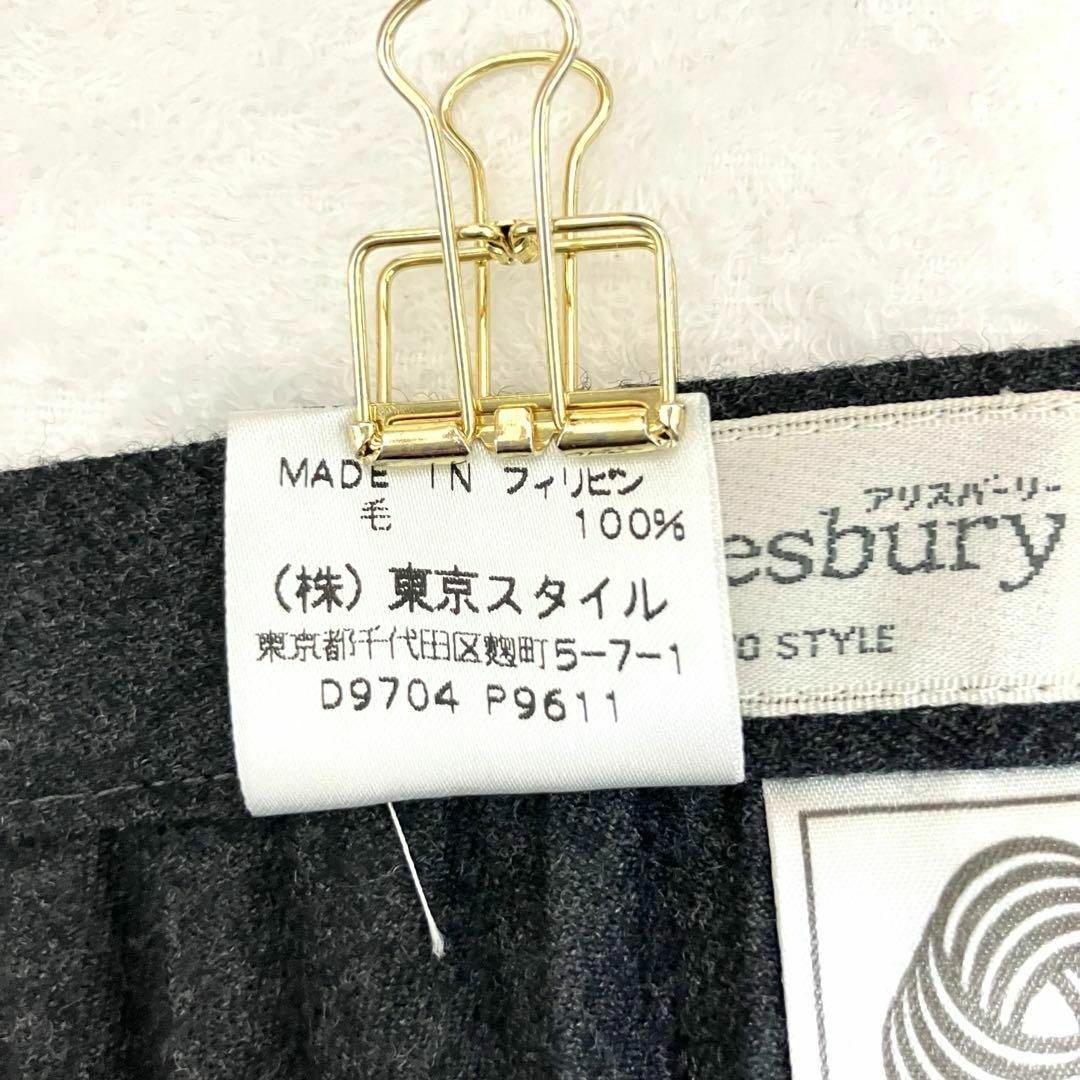 MADE IN フィリピン
毛 100%
(株) 東京スタイル
東京都千代田区麹町5-7-1
D9704 P9611
アリスバーリー
esbury
O STYLE